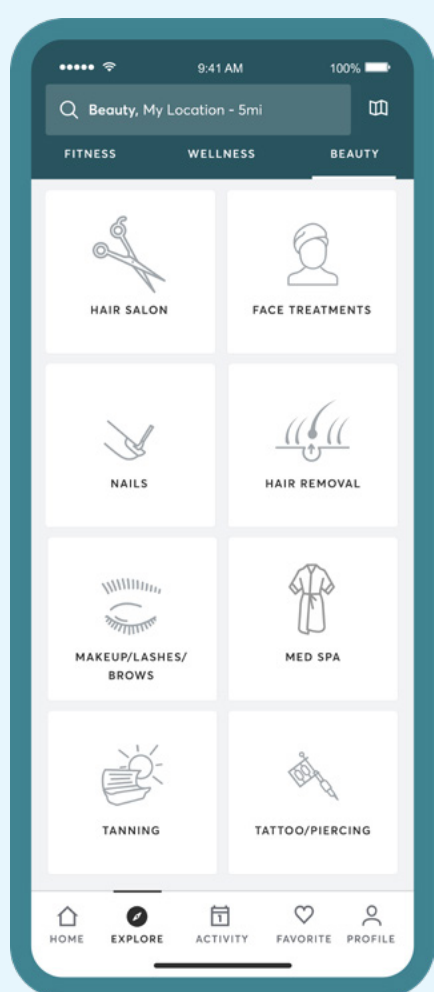 9:41 AM
100%
Beauty, My Location - 5mi
FITNESS
WELLNESS
BEAUTY
HAIR SALON
FACE TREATMENTS
NAILS
HAIR REMOVAL
MAKEUP/LASHES/
BROWS
MED SPA
TANNING
TATTOO/PIERCING
1
HOME
EXPLORE
ACTIVITY
FAVORITE
PROFILE